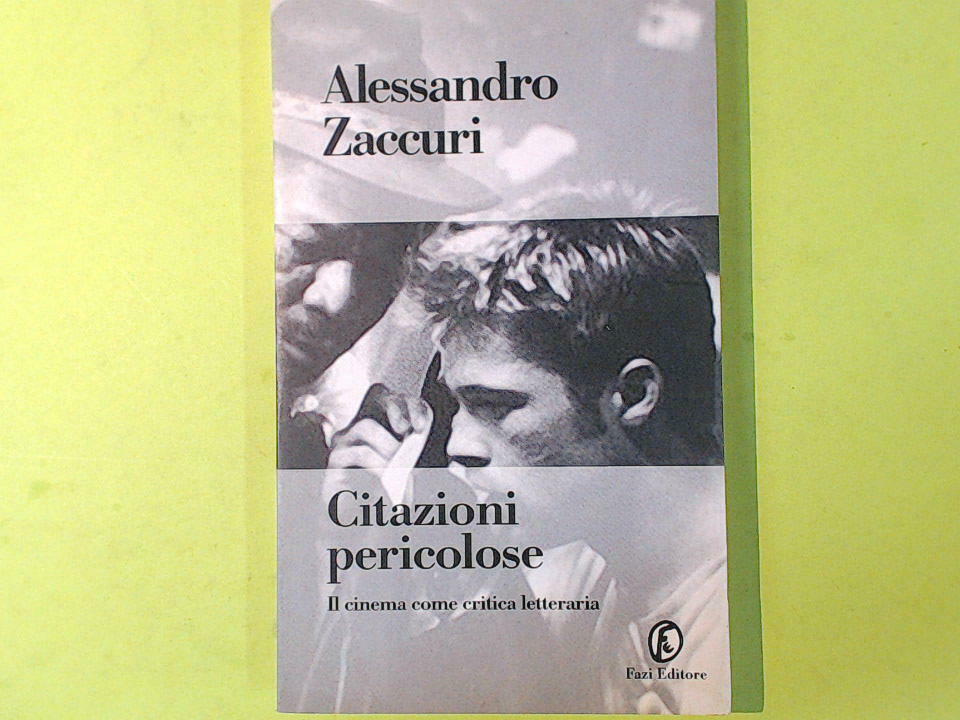 Alessandro
Zaccuri
Citazioni
pericolose
Il cinema come critica letteraria
Fazi Editore